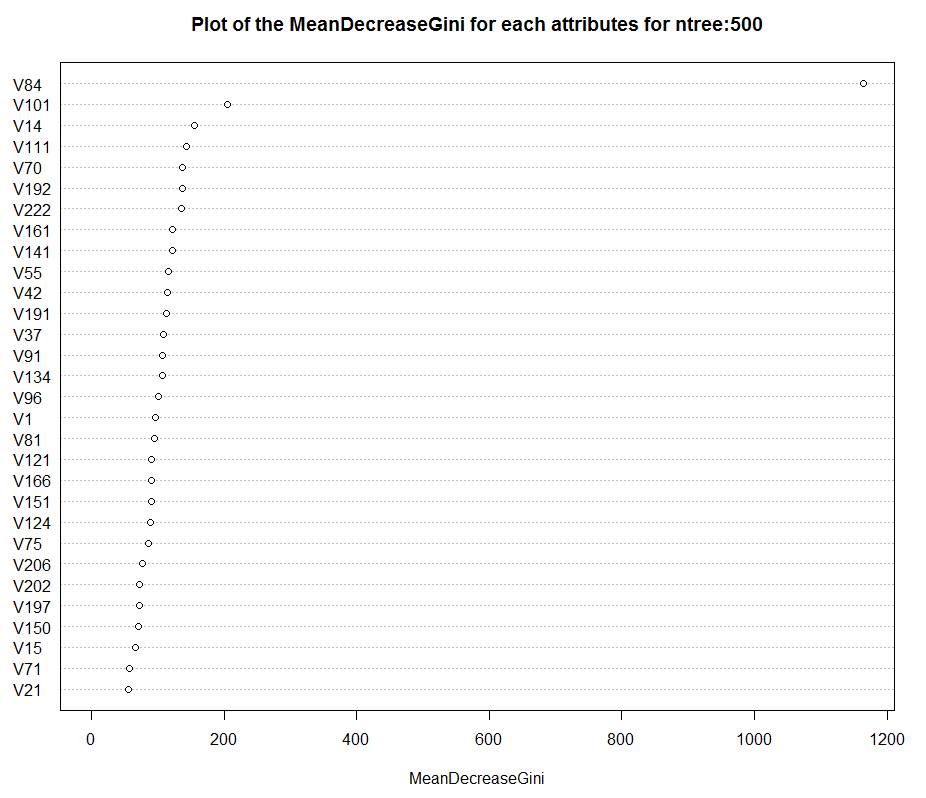 Plot of the MeanDecreaseGini for each attributes for ntree:500
V84
V101
V14
V111
V70
V192
V222
V161
V141
V55
V42
V191
V37
V91
V134
V96
V1
V81
V121
V166
V151
V124
V75
V206
V202
V197
V150
V15
V71
V21
0 200 400 600 800 1000 1200
MeanDecreaseGini